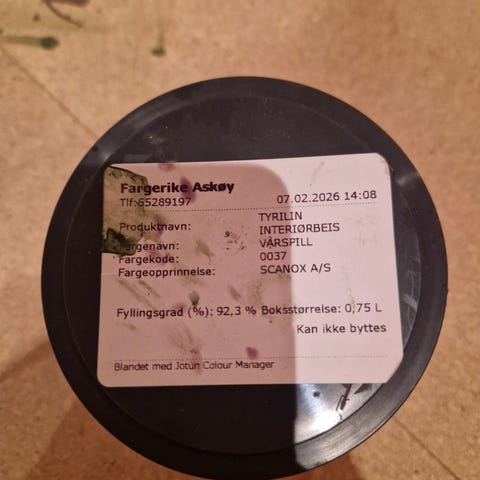 Fargerike Askøy
Tlf:55289197 07.02.2026 14:08
Produktnavn: TYRILIN
INTERIØRBEIS
Fargenavn: VÅRSPILL
Fargekode: 0037
Fargeopprinnelse: SCANOX A/S
Fyllingsgrad (%): 92,3 % Boksstørrelse: 0,75 L
Kan ikke byttes
Blandet med Jotun Colour Manager